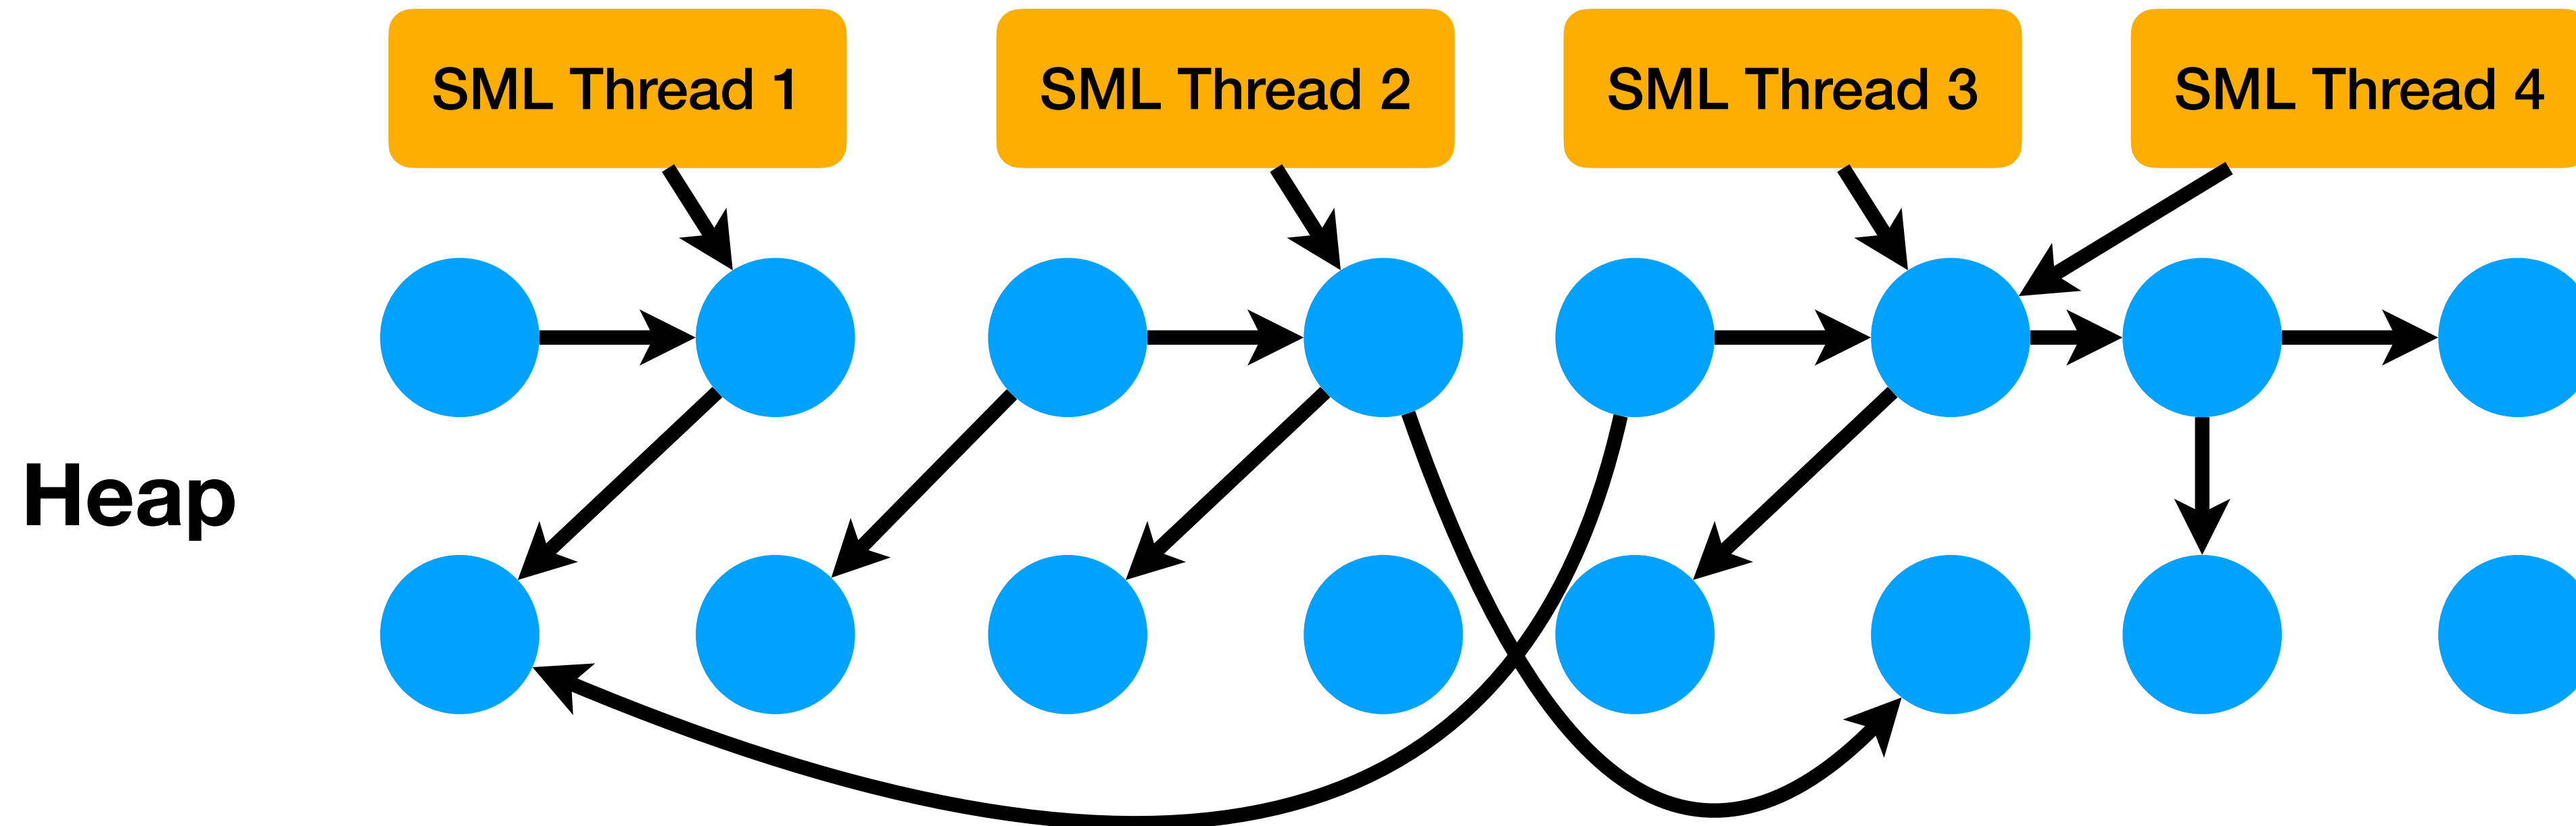 SML Thread 1
SML Thread 2
SML Thread 3
SML Thread 4
Heap